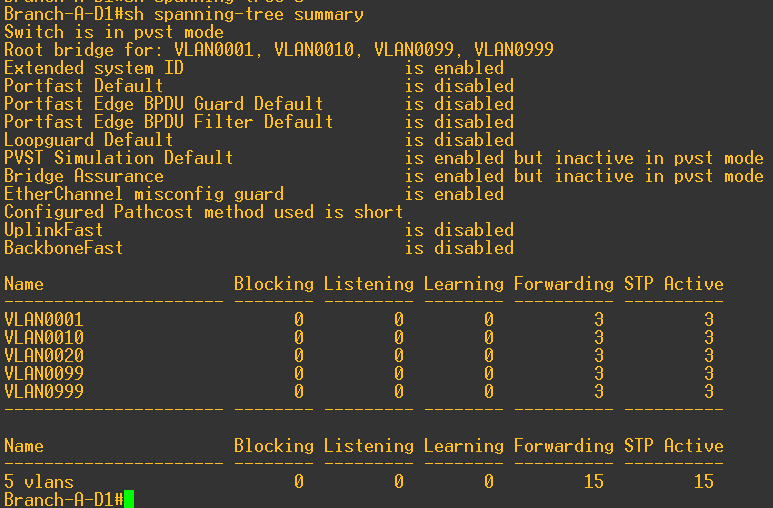 Branch-A-D1#sh spanning-tree summary
Switch is in pvst mode
Root bridge for: VLAN0001, VLAN0010, VLAN0099, VLAN0999
Extended system ID                      is enabled
Portfast Default                        is disabled
Portfast Edge BPDU Guard Default        is disabled
Portfast Edge BPDU Filter Default       is disabled
Loopguard Default                       is disabled
PVST Simulation Default                 is enabled but inactive in pvst mode
Bridge Assurance                        is enabled but inactive in pvst mode
EtherChannel misconfig guard            is enabled
Configured Pathcost method used is short
UplinkFast                              is disabled
BackboneFast                            is disabled
Name                   Blocking Listening Learning Forwarding STP Active
---------------------- -------- --------- -------- ---------- ----------
VLAN0001                     0         0        0          3          3
VLAN0010                     0         0        0          3          3
VLAN0020                     0         0        0          3          3
VLAN0099                     0         0        0          3          3
VLAN0999                     0         0        0          3          3
---------------------- -------- --------- -------- ---------- ----------
Name                   Blocking Listening Learning Forwarding STP Active
---------------------- -------- --------- -------- ---------- ----------
5 vlans                      0         0        0         15         15
Branch-A-D1#